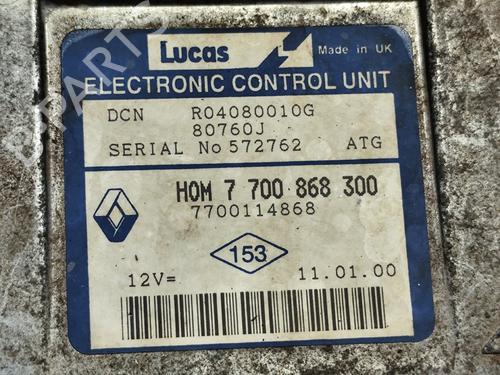 Lucas Made in UK
ELECTRONIC CONTROL UNIT
DCN R04080010G
80760J
SERIAL No 572762 ATG
HOM 7 700 868 300
7700114868
153
12V= 11.01.00